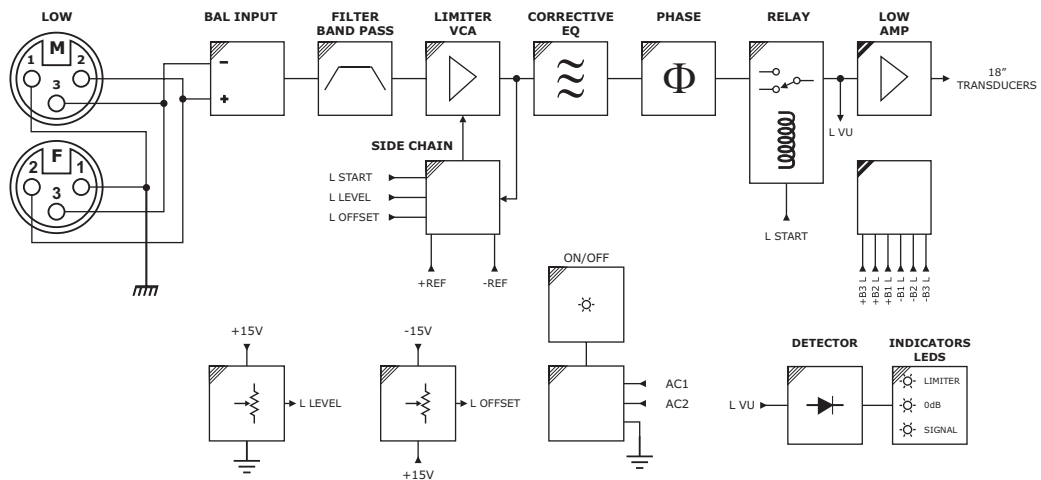 LOW
BAL INPUT
FILTER
BAND PASS
LIMITER
VCA
CORRECTIVE
EQ
PHASE
RELAY
LOW
AMP
M
1
2
3
-
+
≈
Φ
18”
TRANSDUCERS
L VU
SIDE CHAIN
F
2
1
3
L START
L LEVEL
L OFFSET
L START
+REF
-REF
ON/OFF
+B3 L
+B2 L
+B1 L
-B1 L
-B2 L
-B3 L
+15V
-15V
DETECTOR
INDICATORS
LEDS
L LEVEL
L OFFSET
AC1
AC2
L VU
LIMITER
0dB
SIGNAL
+15V